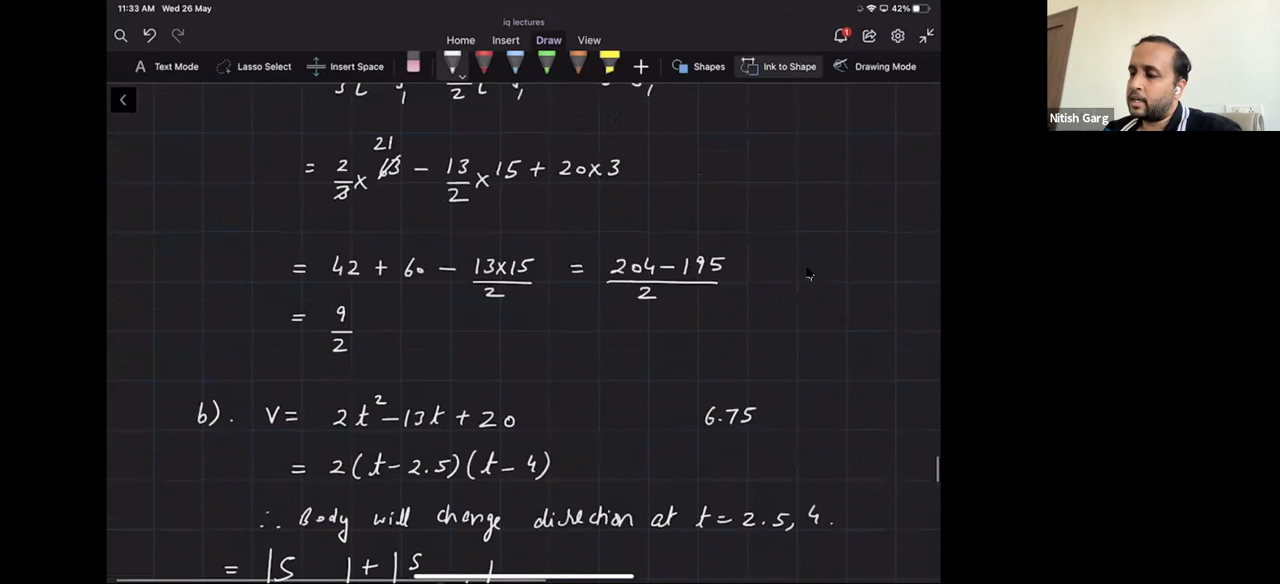 11:33 AM Wed 26 May
42%
iq lectures
Home Insert Draw View
1
Text Mode Lasso Select Insert Space Shapes Ink to Shape Drawing Mode
Nitish Garg
21
= 2/3 x 63 - 13/2 x 15 + 20 x 3
= 42 + 60 - 13x15/2 = 204-195/2
= 9/2
b). V = 2t² - 13t + 20
6.75
= 2(t - 2.5)(t - 4)
∴ Body will change direction at t = 2.5, 4.
= |S | + |S |